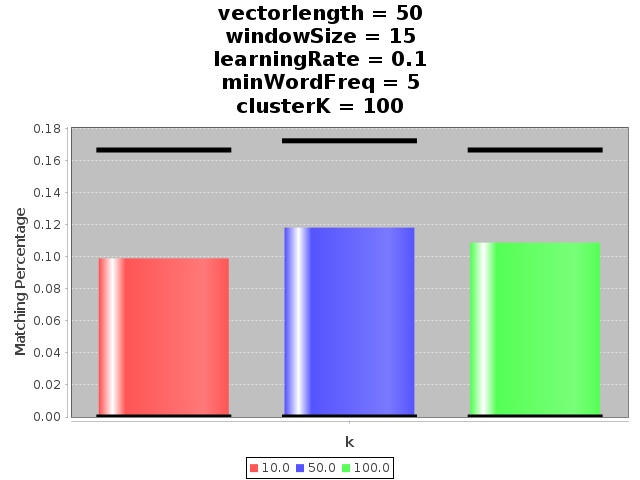 vectorlength = 50
windowSize = 15
learningRate = 0.1
minWordFreq = 5
clusterK = 100
0.18
0.16
0.14
0.12
0.10
0.08
0.06
0.04
0.02
0.00
Matching Percentage
k
10.0 50.0 100.0